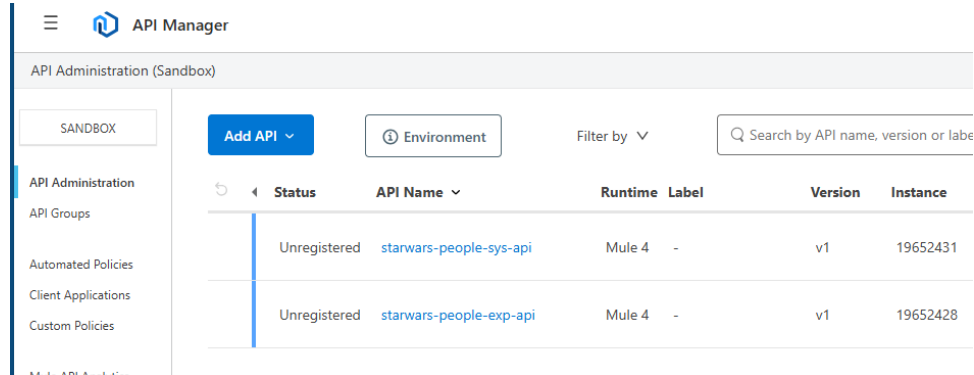 API Manager
API Administration (Sandbox)
SANDBOX
Add API
Environment
Filter by
Search by API name, version or labe
API Administration
API Groups
Automated Policies
Client Applications
Custom Policies
Status API Name Runtime Label Version Instance
Unregistered starwars-people-sys-api Mule 4 - v1 19652431
Unregistered starwars-people-exp-api Mule 4 - v1 19652428